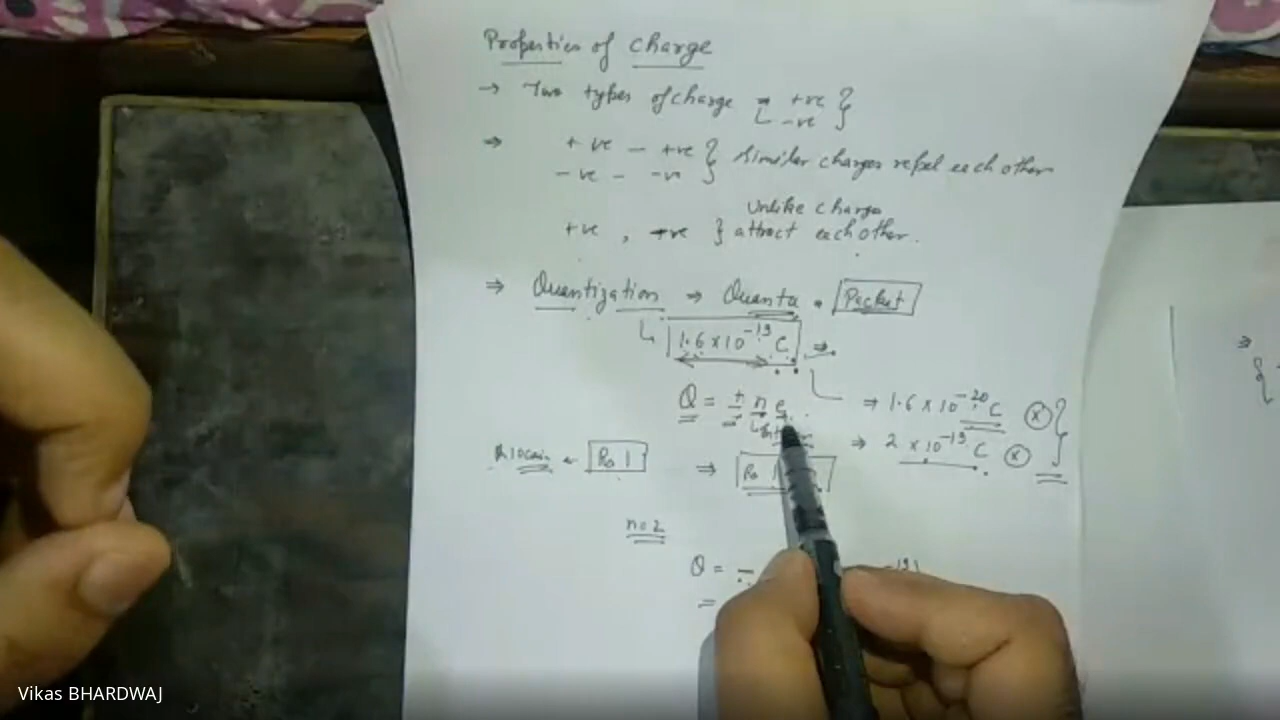 Properties of charge
→ Two types of charge +ve }
-ve
⇒ +ve - +ve } Similar charges repel each other
-ve - -ve
Unlike charge
+ve , -ve } attract each other.
⇒ Quantization ⇒ Quanta . Packet
1.6 × 10⁻¹⁹ C ⇒
Q = ± n e ⇒ 1.6 × 10⁻²⁰ C ⓧ }
⇒ 2 × 10⁻¹⁹ C ⓧ
Rs 1 ⇒ Rs 1
n=2
Q = -
Vikas BHARDWAJ